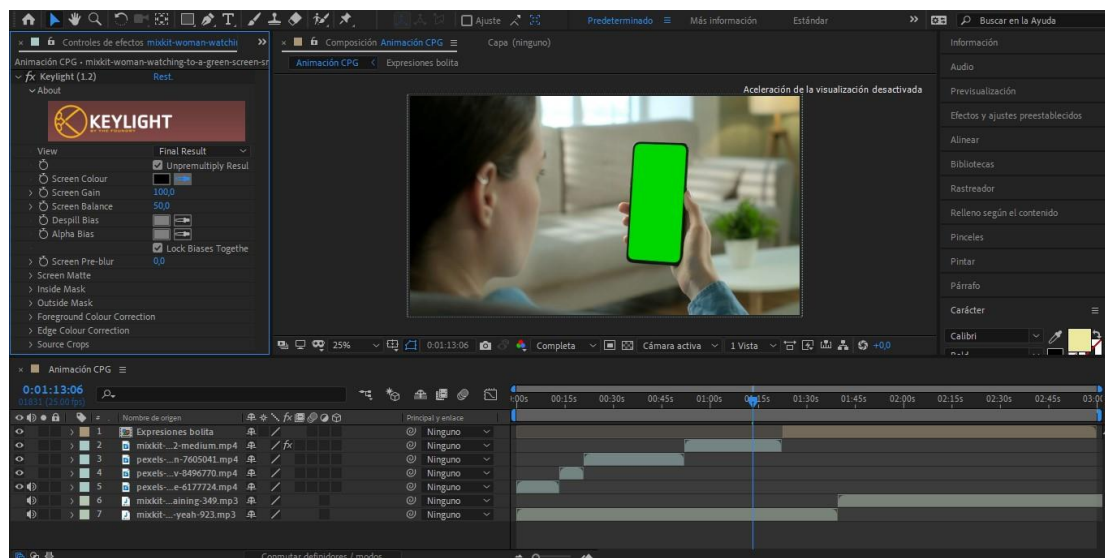 Ajuste
Predeterminado
Más información
Estándar
Buscar en la Ayuda
Controles de efectos mixkit-woman-watchin
Composición Animación CPG
Capa (ninguno)
Información
Animación CPG • mixkit-woman-watching-to-a-green-screen-sr
Animación CPG
Expresiones bolita
Audio
fx Keylight (1.2)
Rest.
Aceleración de la visualización desactivada
Previsualización
About
KEYLIGHT
BY THE FOUNDRY
Efectos y ajustes preestablecidos
Alinear
View
Final Result
Unpremultiply Resul
Bibliotecas
Screen Colour
Screen Gain
100,0
Rastreador
Screen Balance
50,0
Despill Bias
Relleno según el contenido
Alpha Bias
Lock Biases Togethe
Pinceles
Screen Pre-blur
0,0
Pintar
Screen Matte
Inside Mask
Párrafo
Outside Mask
Foreground Colour Correction
Carácter
Edge Colour Correction
Calibri
Source Crops
25%
0:01:13:06
Completa
Cámara activa
1 Vista
+0,0
Animación CPG
0:01:13:06
01831 (25.00 fps)
00s
00:15s
00:30s
00:45s
01:00s
01:15s
01:30s
01:45s
02:00s
02:15s
02:30s
02:45s
03:00
Nombre de origen
Principal y enlace
1 Expresiones bolita
Ninguno
2 mixkit-...2-medium.mp4
fx
Ninguno
3 pexels-...n-7605041.mp4
Ninguno
4 pexels-...v-8496770.mp4
Ninguno
5 pexels-...e-6177724.mp4
Ninguno
6 mixkit-...aining-349.mp3
Ninguno
7 mixkit-...-yeah-923.mp3
Ninguno
Conmutar definidores / modos